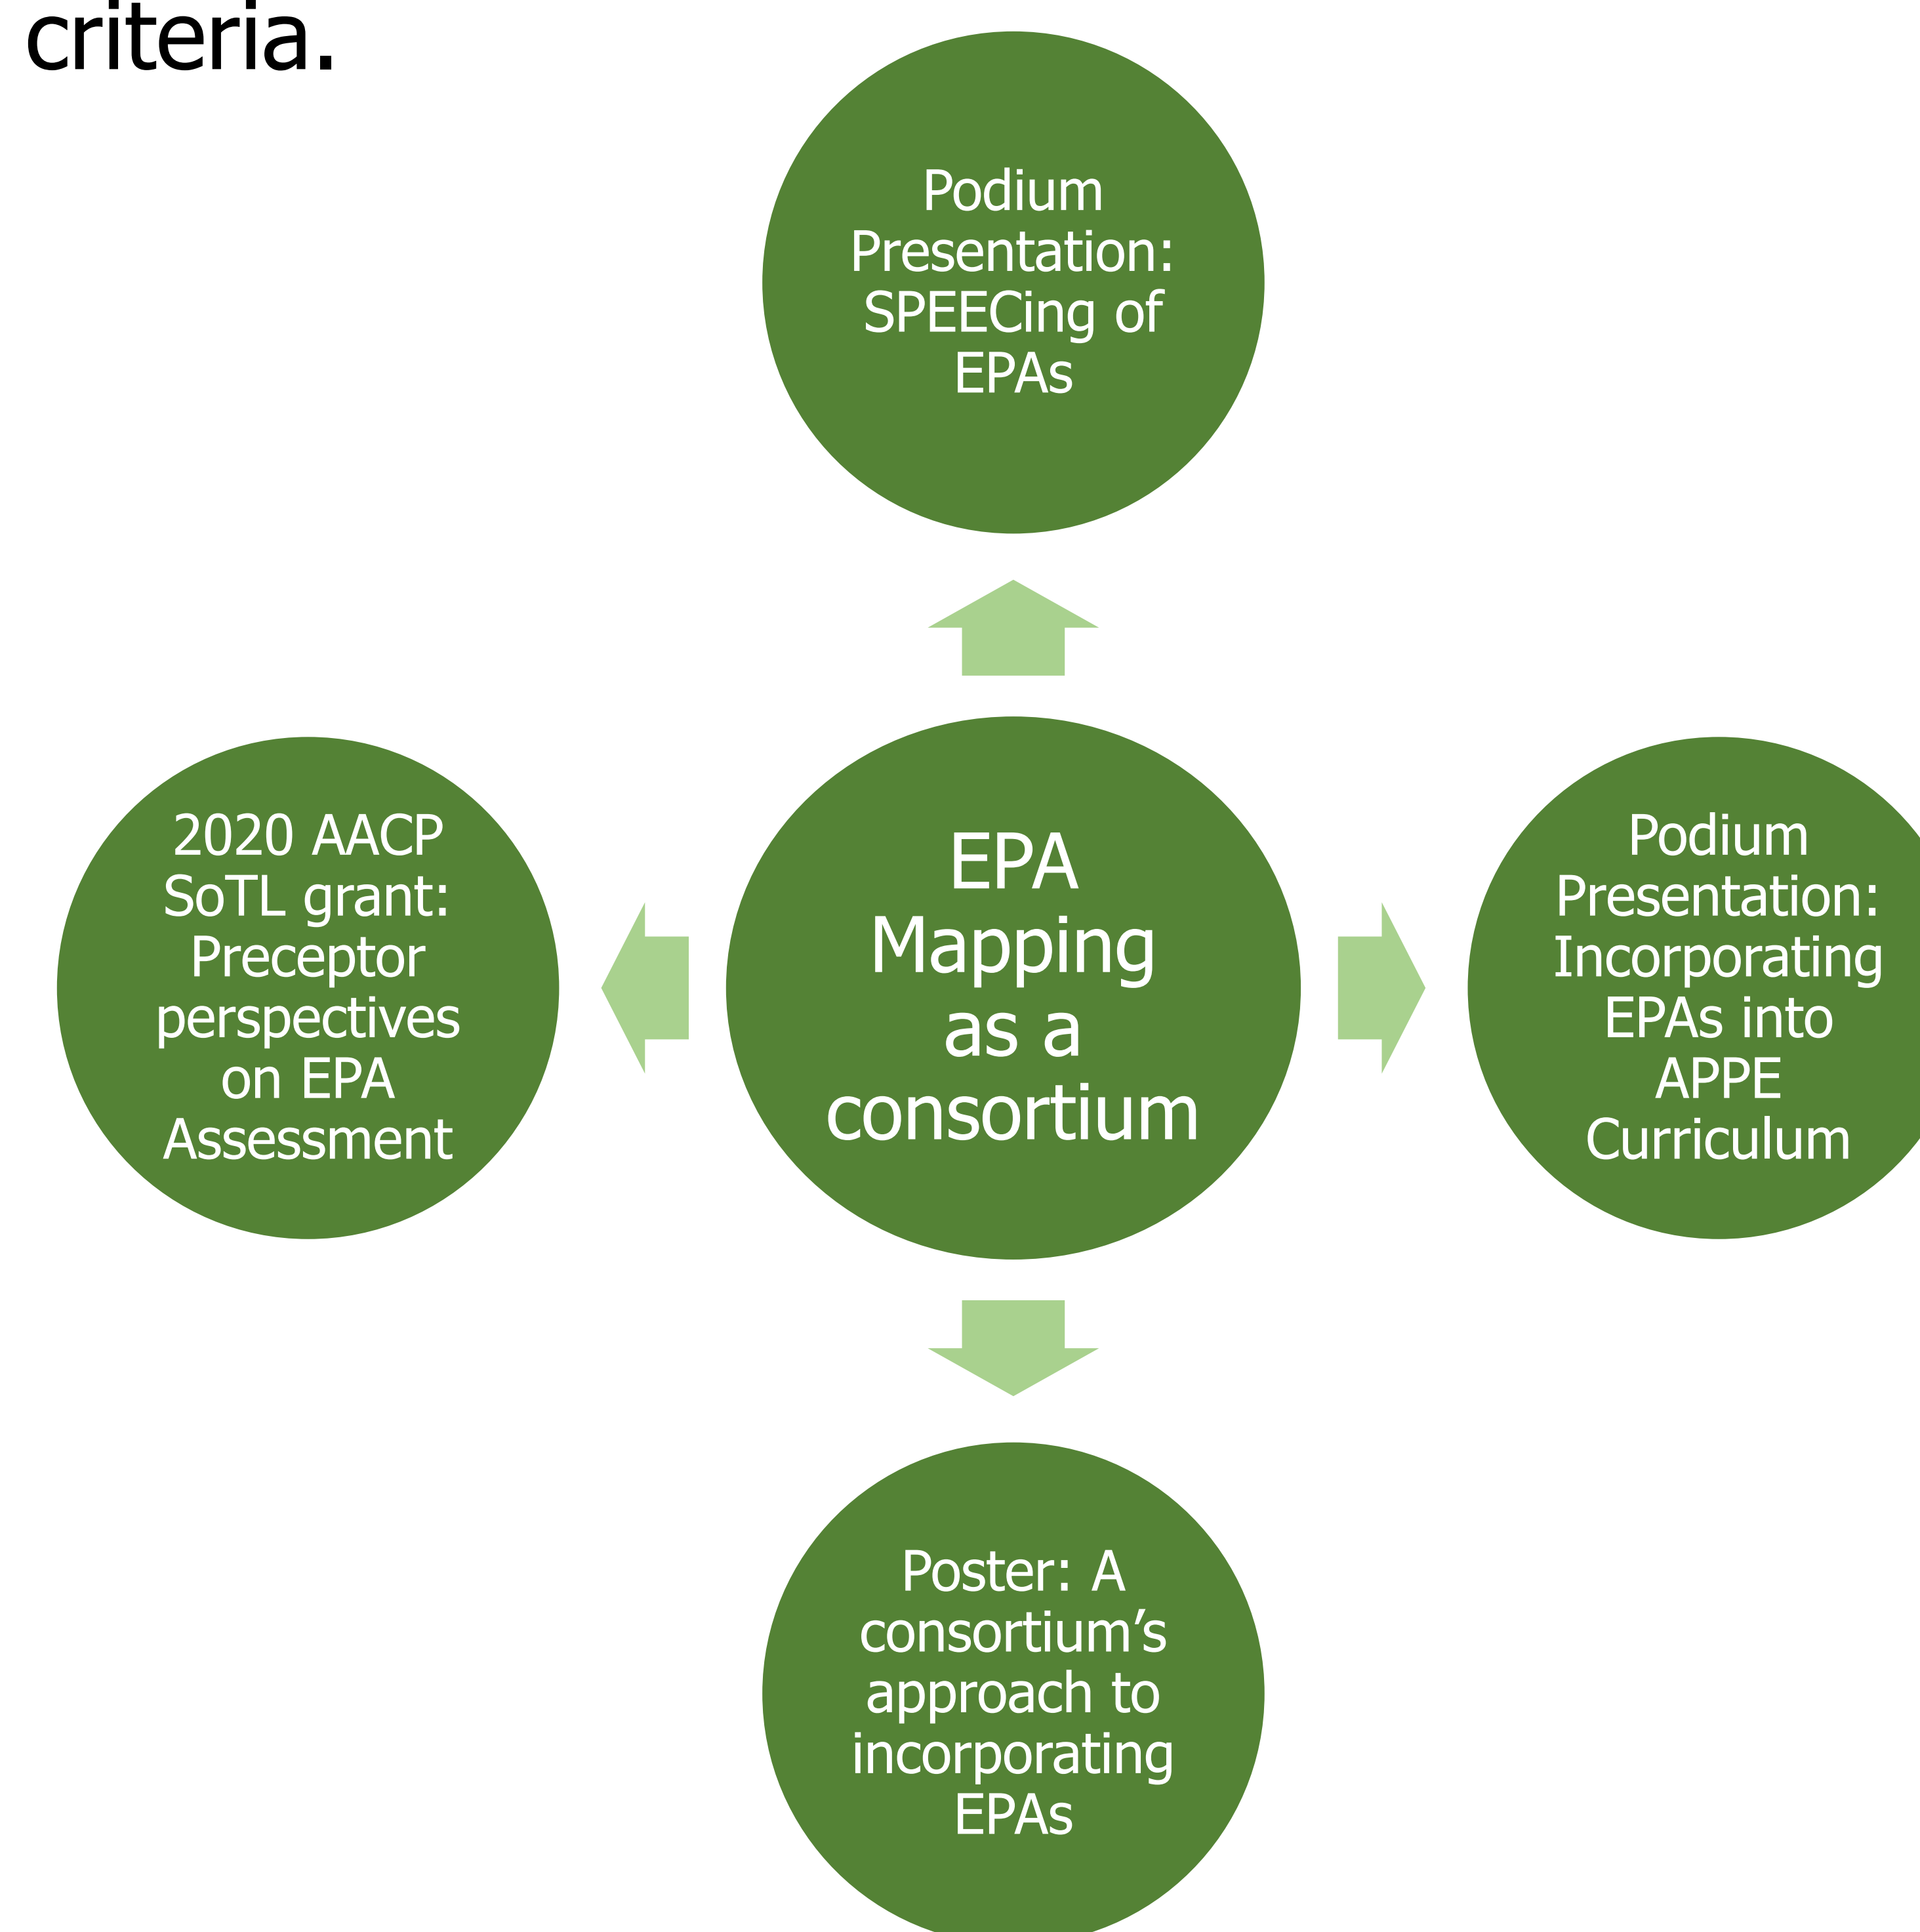 criteria.
Podium
Presentation:
SPEECing of
EPAs
2020 AACP
SoTL grant:
Preceptor
perspectives
on EPA
Assessment
EPA
Mapping
as a
consortium
Podium
Presentation:
Incorporating
EPAs into
APPE
Curriculum
Poster: A
consortium’s
approach to
incorporating
EPAs